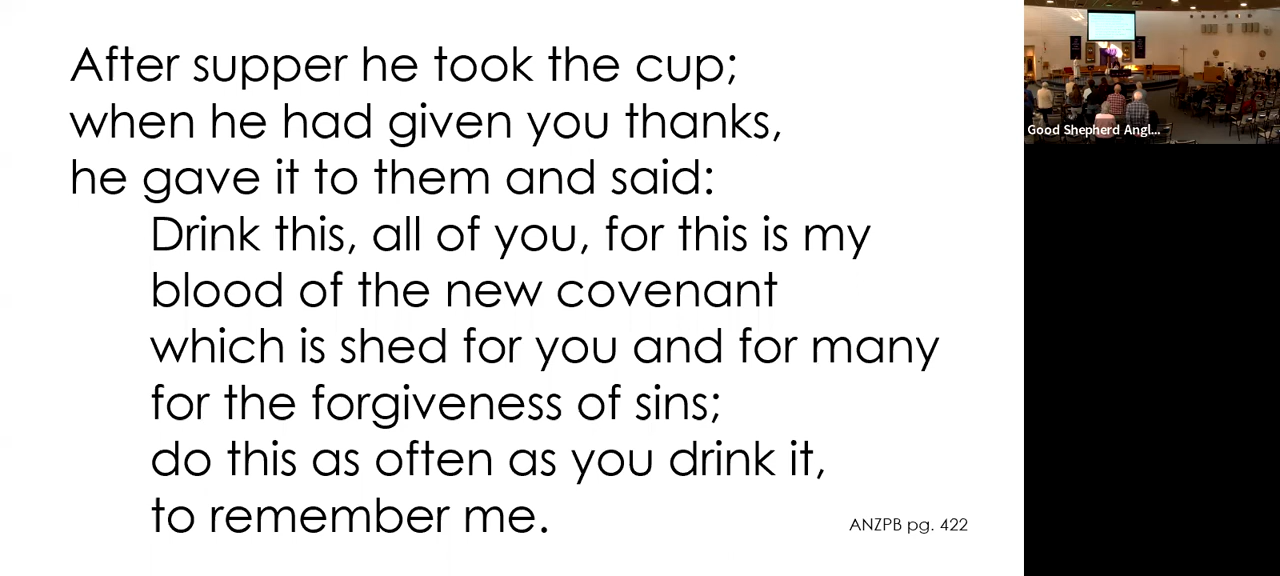 After supper he took the cup;
when he had given you thanks,
he gave it to them and said:
Drink this, all of you, for this is my
blood of the new covenant
which is shed for you and for many
for the forgiveness of sins;
do this as often as you drink it,
to remember me.
ANZPB pg. 422
Good Shepherd Angl...